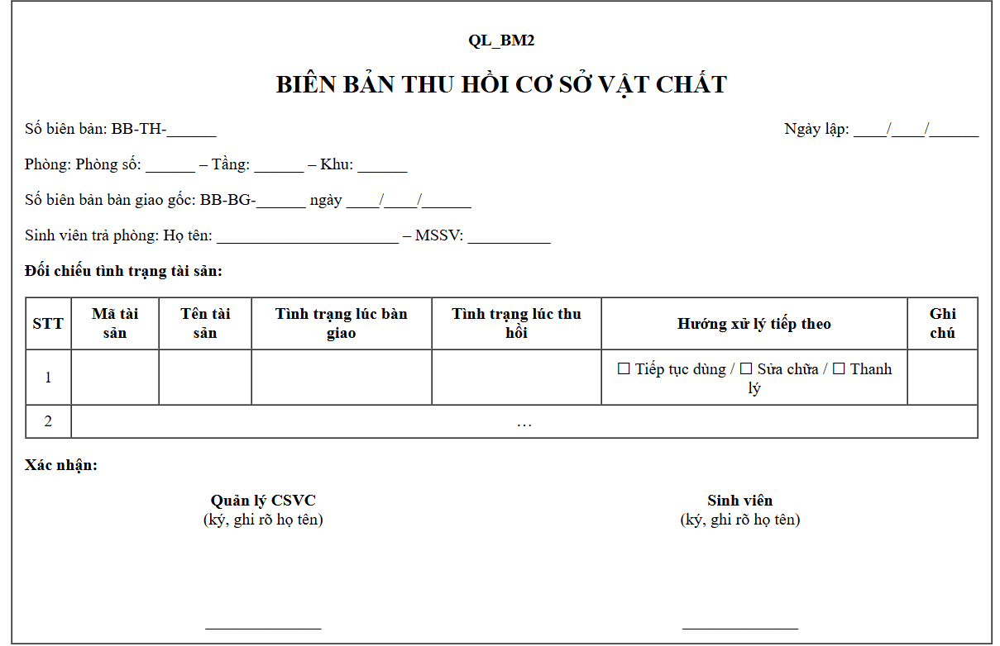 QL_BM2
BIÊN BẢN THU HỒI CƠ SỞ VẬT CHẤT
Số biên bản: BB-TH-______ Ngày lập: ____/____/______
Phòng: Phòng số: ______ – Tầng: ______ – Khu: ______
Số biên bản bàn giao gốc: BB-BG-______ ngày ____/____/______
Sinh viên trả phòng: Họ tên: ______________________ – MSSV: __________
Đối chiếu tình trạng tài sản:
STT
Mã tài
sản
Tên tài
sản
Tình trạng lúc bàn
giao
Tình trạng lúc thu
hồi
Hướng xử lý tiếp theo
Ghi
chú
1
☐ Tiếp tục dùng / ☐ Sửa chữa / ☐ Thanh
lý
2
…
Xác nhận:
Quản lý CSVC
(ký, ghi rõ họ tên)
______________
Sinh viên
(ký, ghi rõ họ tên)
______________